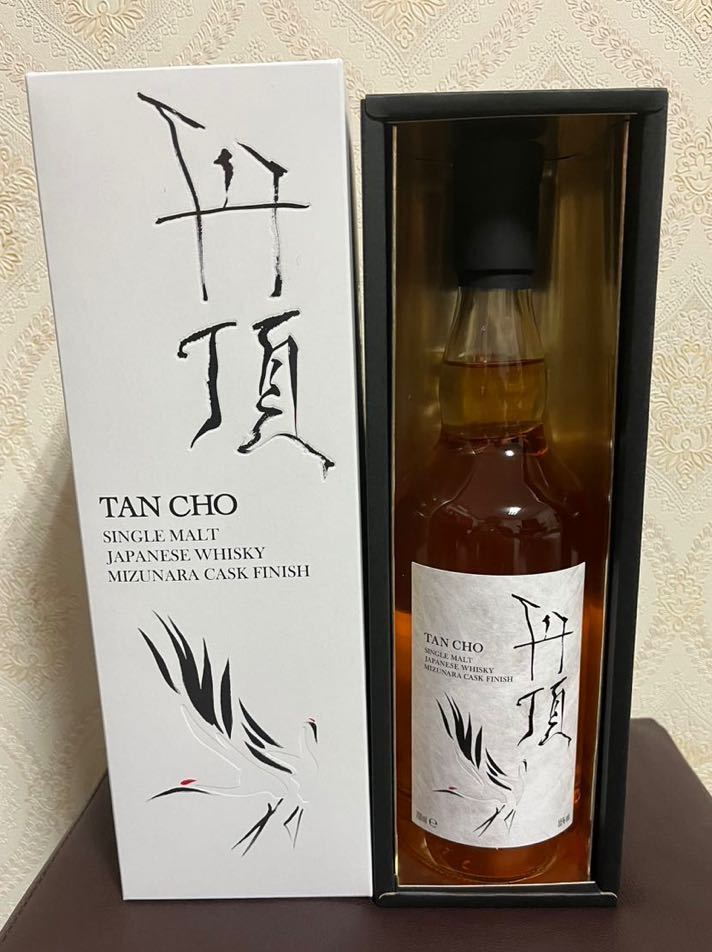 丹
頂
TAN CHO
SINGLE MALT
JAPANESE WHISKY
MIZUNARA CASK FINISH
丹
頂
TAN CHO
SINGLE MALT
JAPANESE WHISKY
MIZUNARA CASK FINISH
700ml e